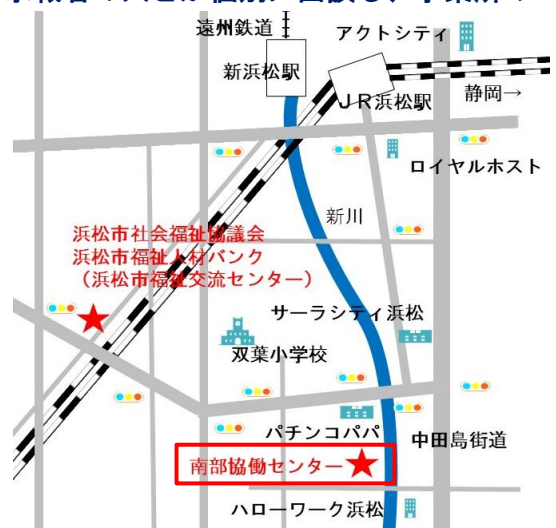 遠州鉄道
アクトシティ
新浜松駅
静岡→
JR浜松駅
ロイヤルホスト
新川
浜松市社会福祉協議会
浜松市福祉人材バンク
（浜松市福祉交流センター）
サーラシティ浜松
双葉小学校
パチンコパパ
中田島街道
南部協働センター
ハローワーク浜松